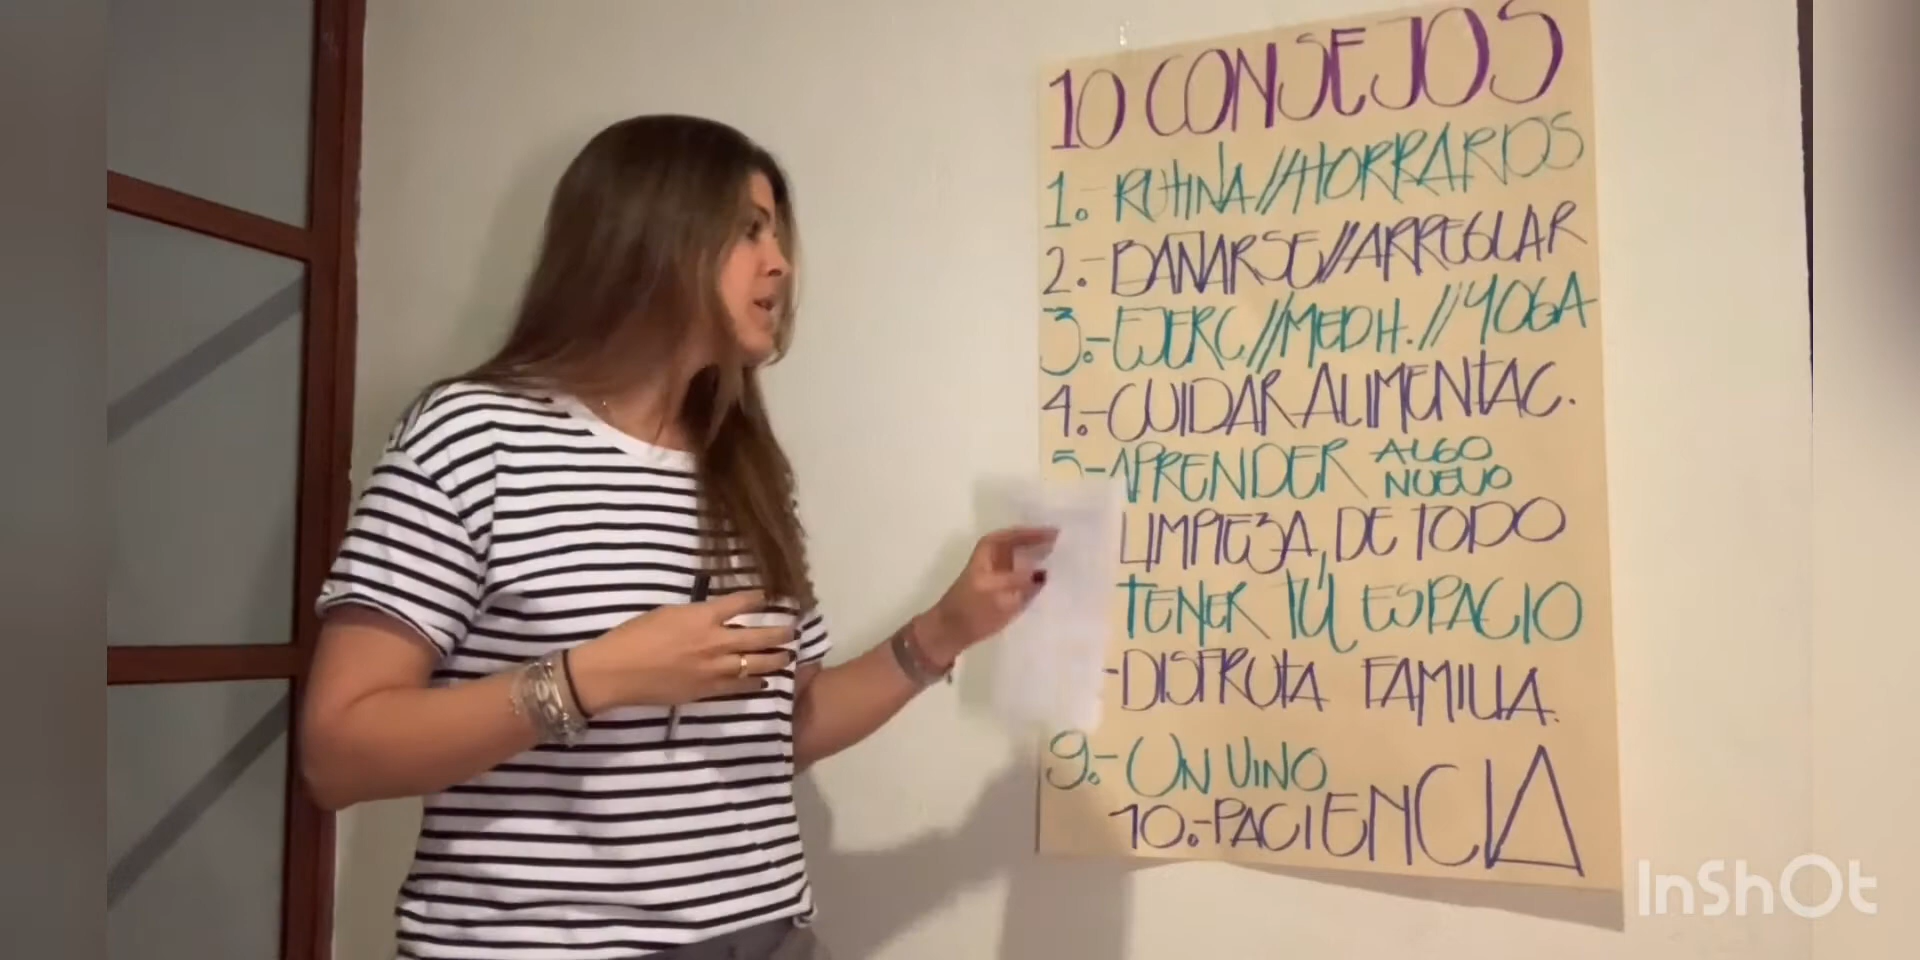 10 CONSEJOS
1.- RUTINA//HORRARIOS
2.- BAÑARSE//ARREGLAR
3.-EJERC//MEDIT.//YOGA
4.-CUIDAR ALIMENTAC.
5-APRENDER ALGO NUEVO
LIMPIEZA, DE TODO
TENER TU ESPACIO
-DISFRUTA FAMILIA.
9.- UN VINO
10.-PACIENCIA
InShOt